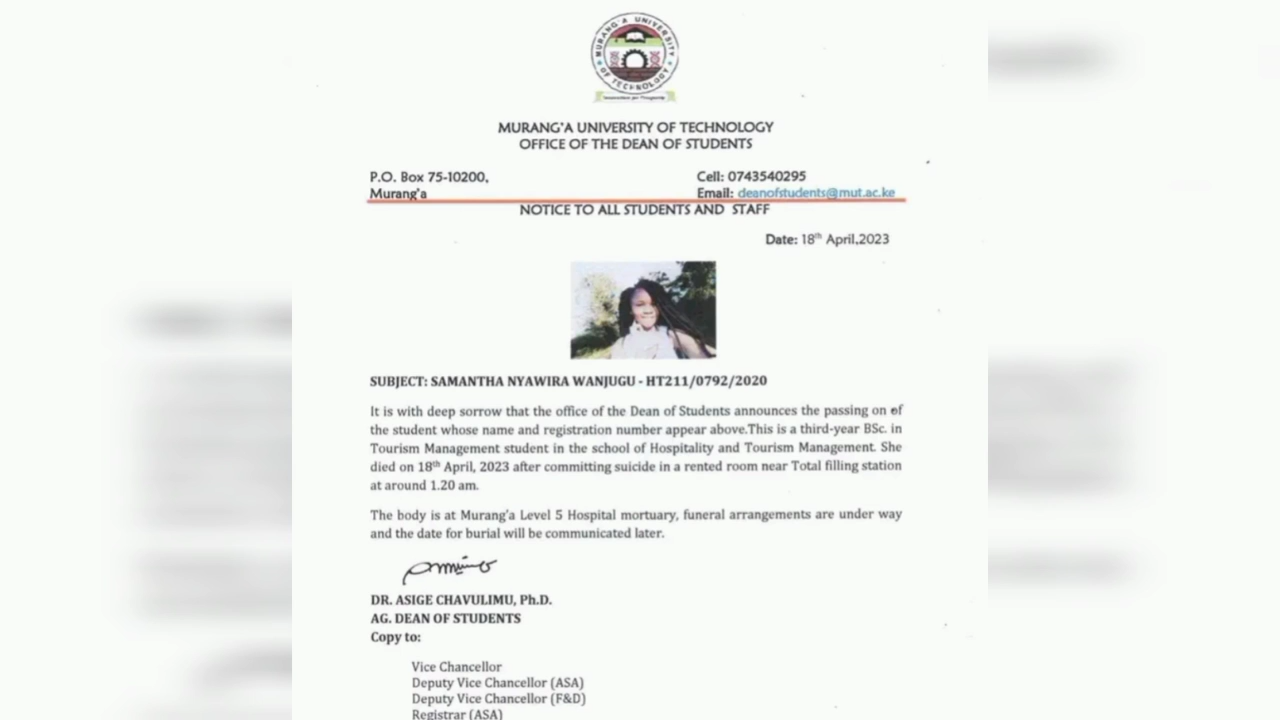 MURANG'A UNIVERSITY
OF TECHNOLOGY
Innovation for Prosperity
MURANG'A UNIVERSITY OF TECHNOLOGY
OFFICE OF THE DEAN OF STUDENTS
P.O. Box 75-10200,
Murang'a
Cell: 0743540295
Email: deanofstudents@mut.ac.ke
NOTICE TO ALL STUDENTS AND STAFF
Date: 18th April,2023
SUBJECT: SAMANTHA NYAWIRA WANJUGU - HT211/0792/2020
It is with deep sorrow that the office of the Dean of Students announces the passing on of
the student whose name and registration number appear above.This is a third-year BSc. in
Tourism Management student in the school of Hospitality and Tourism Management. She
died on 18th April, 2023 after committing suicide in a rented room near Total filling station
at around 1.20 am.
The body is at Murang'a Level 5 Hospital mortuary, funeral arrangements are under way
and the date for burial will be communicated later.
DR. ASIGE CHAVULIMU, Ph.D.
AG. DEAN OF STUDENTS
Copy to:
Vice Chancellor
Deputy Vice Chancellor (ASA)
Deputy Vice Chancellor (F&D)
Registrar (ASA)